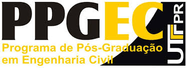 PPGEC
UTFPR
Programa de Pós-Graduação
em Engenharia Civil